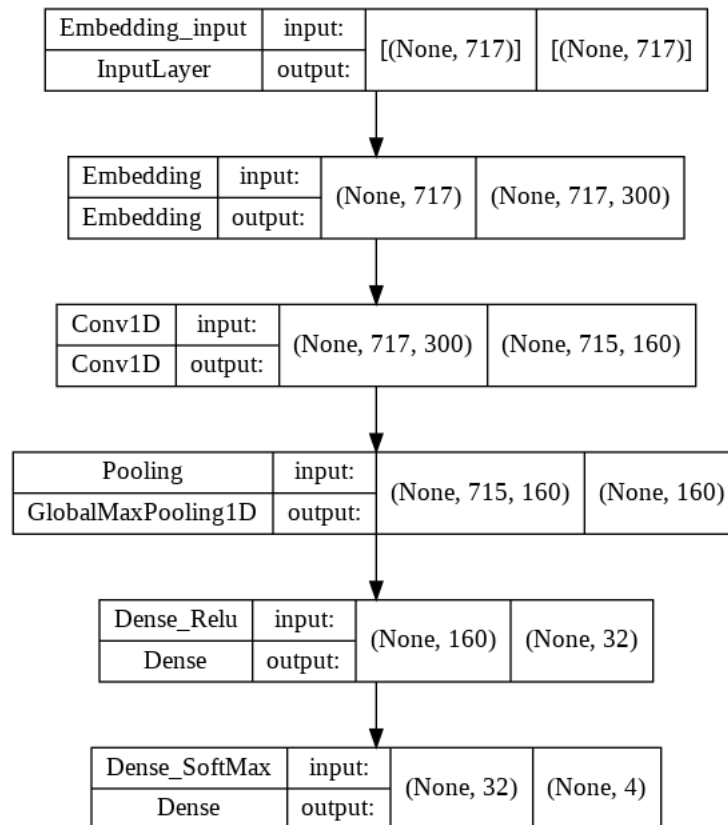 Embedding_input input: [(None, 717)] [(None, 717)]
InputLayer output:
Embedding input: (None, 717) (None, 717, 300)
Embedding output:
Conv1D input: (None, 717, 300) (None, 715, 160)
Conv1D output:
Pooling input: (None, 715, 160) (None, 160)
GlobalMaxPooling1D output:
Dense_Relu input: (None, 160) (None, 32)
Dense output:
Dense_SoftMax input: (None, 32) (None, 4)
Dense output: